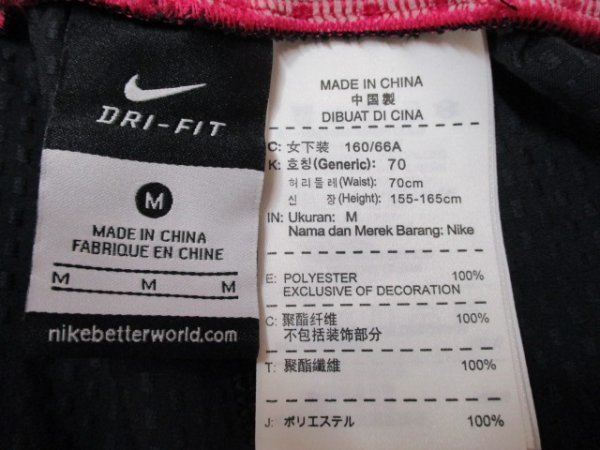 DRI-FIT
M
MADE IN CHINA
FABRIQUE EN CHINE
M M M
nikebetterworld.com
MADE IN CHINA
中国製
DIBUAT DI CINA
C: 女下装 160/66A
K: 호칭(Generic): 70
허리둘레(Waist): 70cm
신 장(Height): 155-165cm
IN: Ukuran: M
Nama dan Merek Barang: Nike
E: POLYESTER 100%
EXCLUSIVE OF DECORATION
C: 聚酯纤维 100%
不包括装饰部分
T: 聚酯纖維 100%
J: ポリエステル 100%